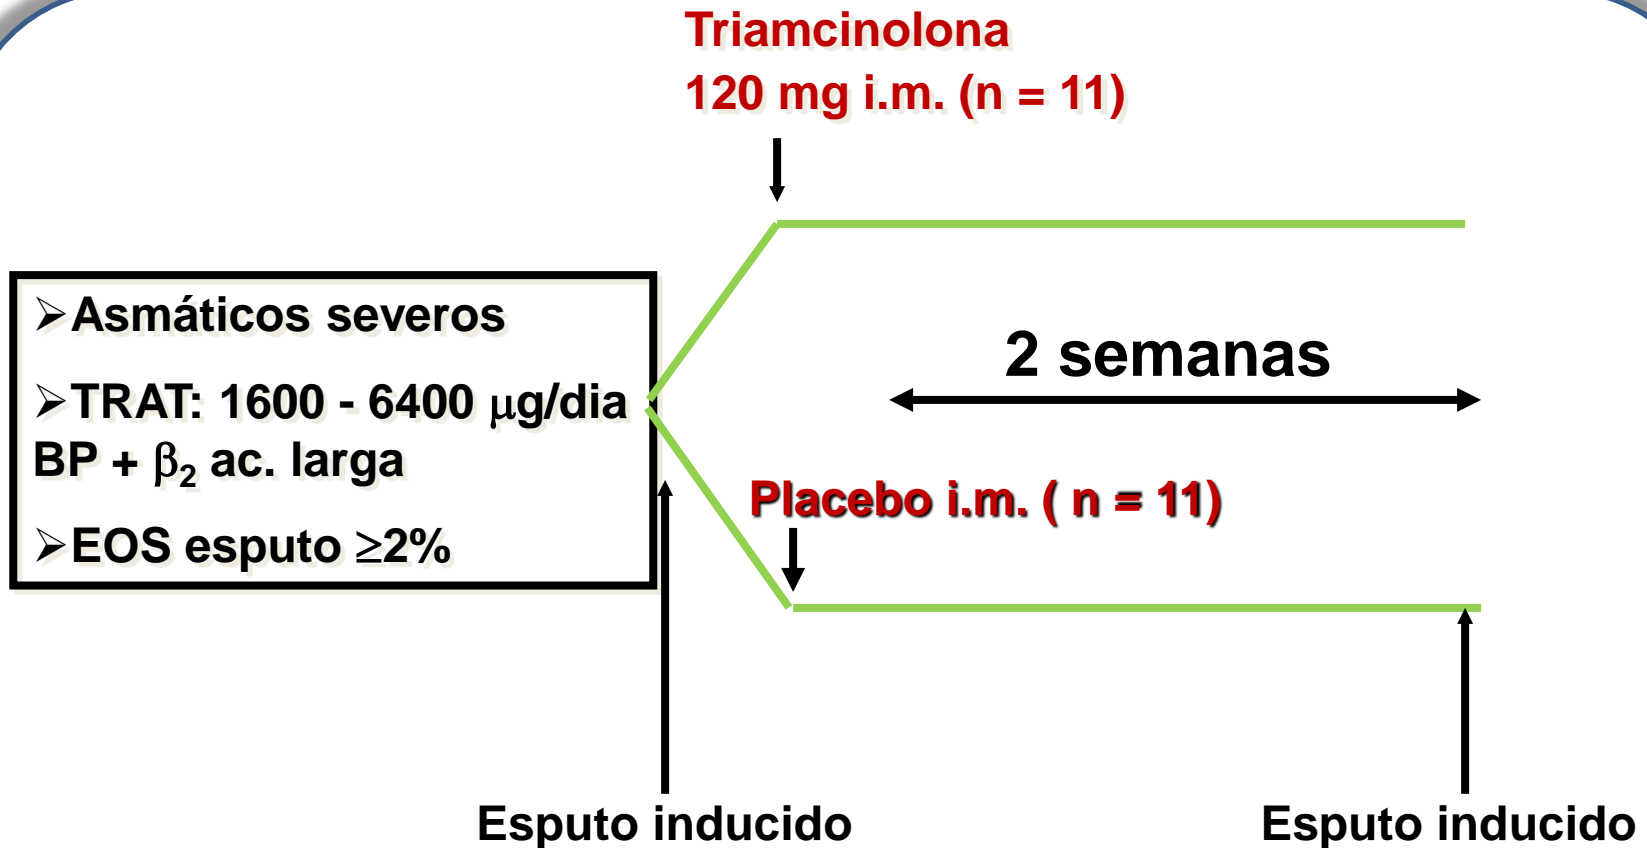 Triamcinolona
120 mg i.m. (n = 11)
➢Asmáticos severos
➢TRAT: 1600 - 6400 μg/dia
BP + β₂ ac. larga
➢EOS esputo ≥2%
2 semanas
Placebo i.m. ( n = 11)
Esputo inducido
Esputo inducido